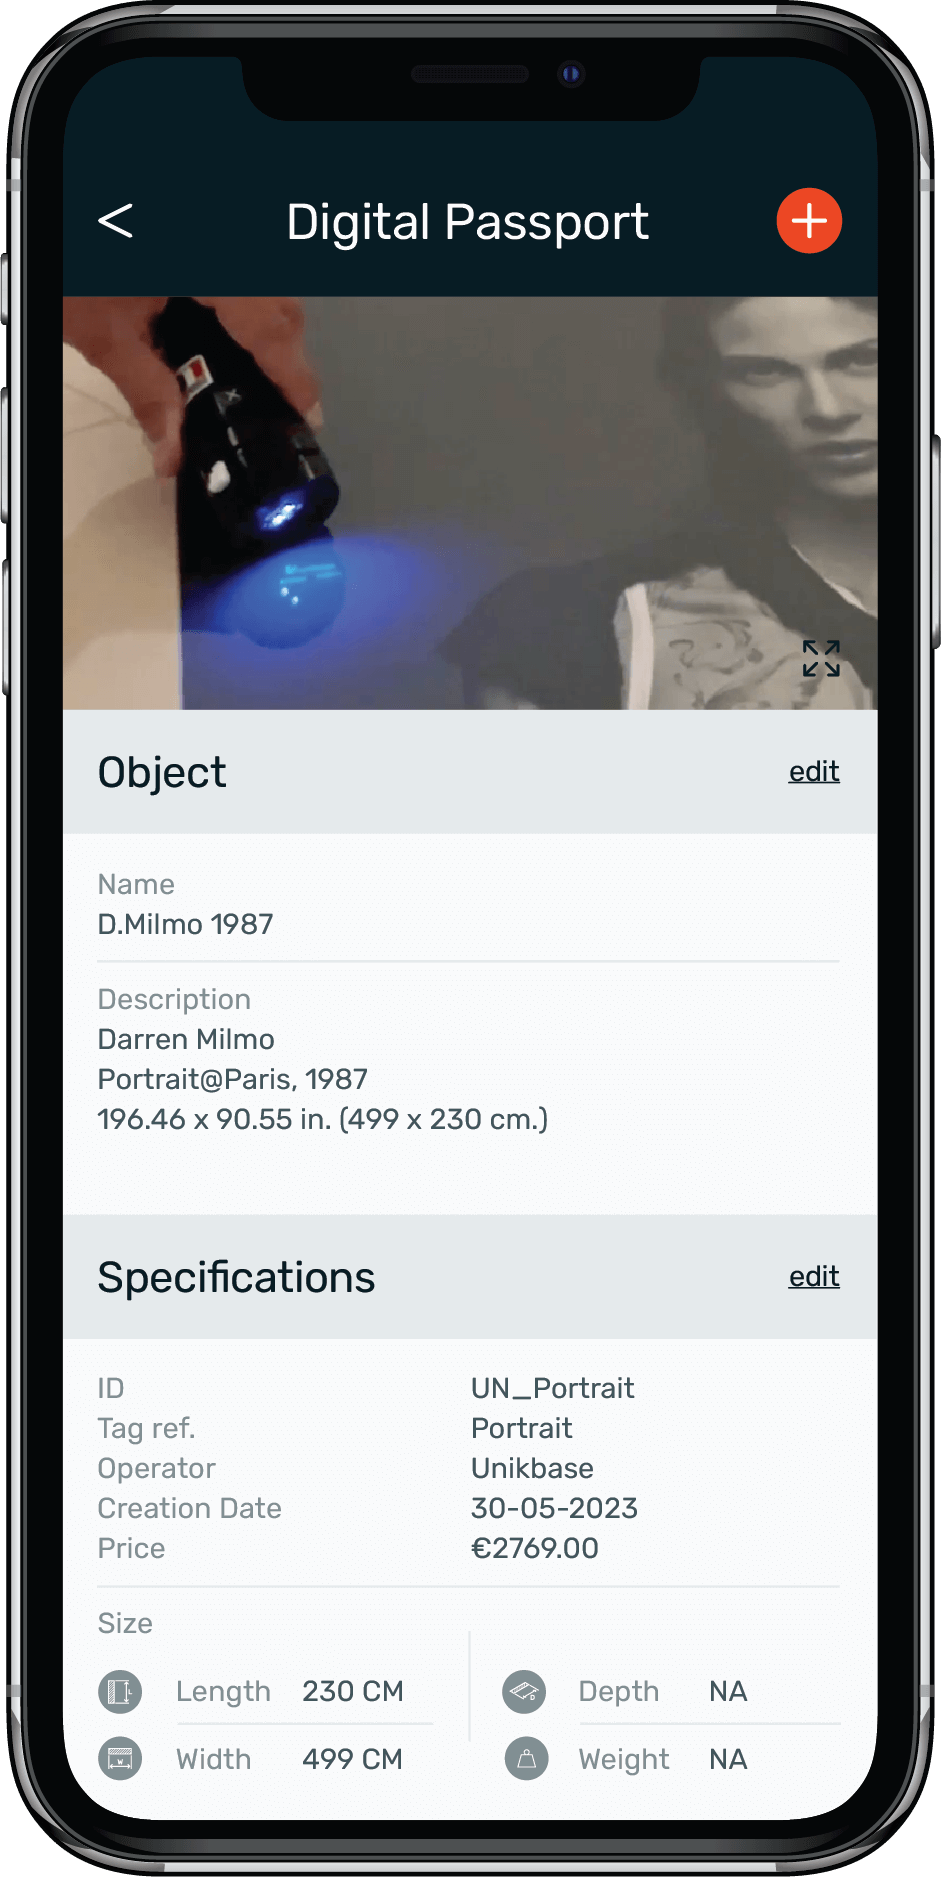 <
Digital Passport
+
Object
edit
Name
D.Milmo 1987
Description
Darren Milmo
Portrait@Paris, 1987
196.46 x 90.55 in. (499 x 230 cm.)
Specifications
edit
ID UN_Portrait
Tag ref. Portrait
Operator Unikbase
Creation Date 30-05-2023
Price €2769.00
Size
L Length 230 CM D Depth NA
W Width 499 CM Weight NA